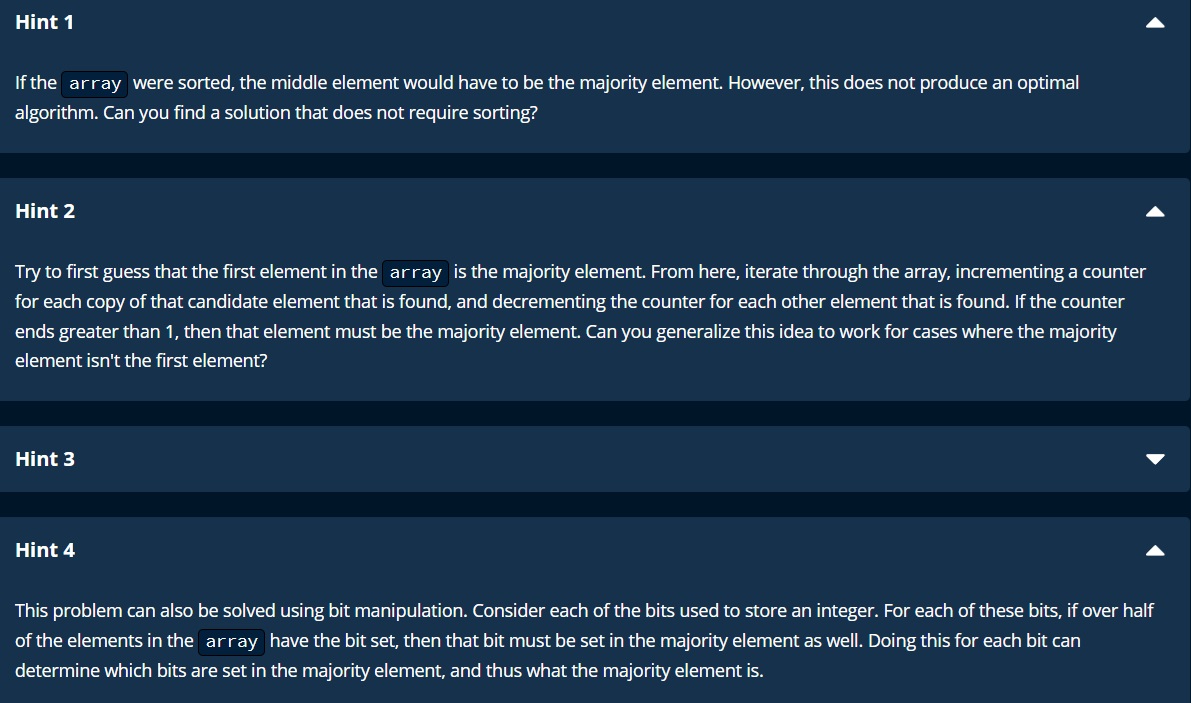 Hint 1
If the array were sorted, the middle element would have to be the majority element. However, this does not produce an optimal
algorithm. Can you find a solution that does not require sorting?
Hint 2
Try to first guess that the first element in the array is the majority element. From here, iterate through the array, incrementing a counter
for each copy of that candidate element that is found, and decrementing the counter for each other element that is found. If the counter
ends greater than 1, then that element must be the majority element. Can you generalize this idea to work for cases where the majority
element isn't the first element?
Hint 3
Hint 4
This problem can also be solved using bit manipulation. Consider each of the bits used to store an integer. For each of these bits, if over half
of the elements in the array have the bit set, then that bit must be set in the majority element as well. Doing this for each bit can
determine which bits are set in the majority element, and thus what the majority element is.